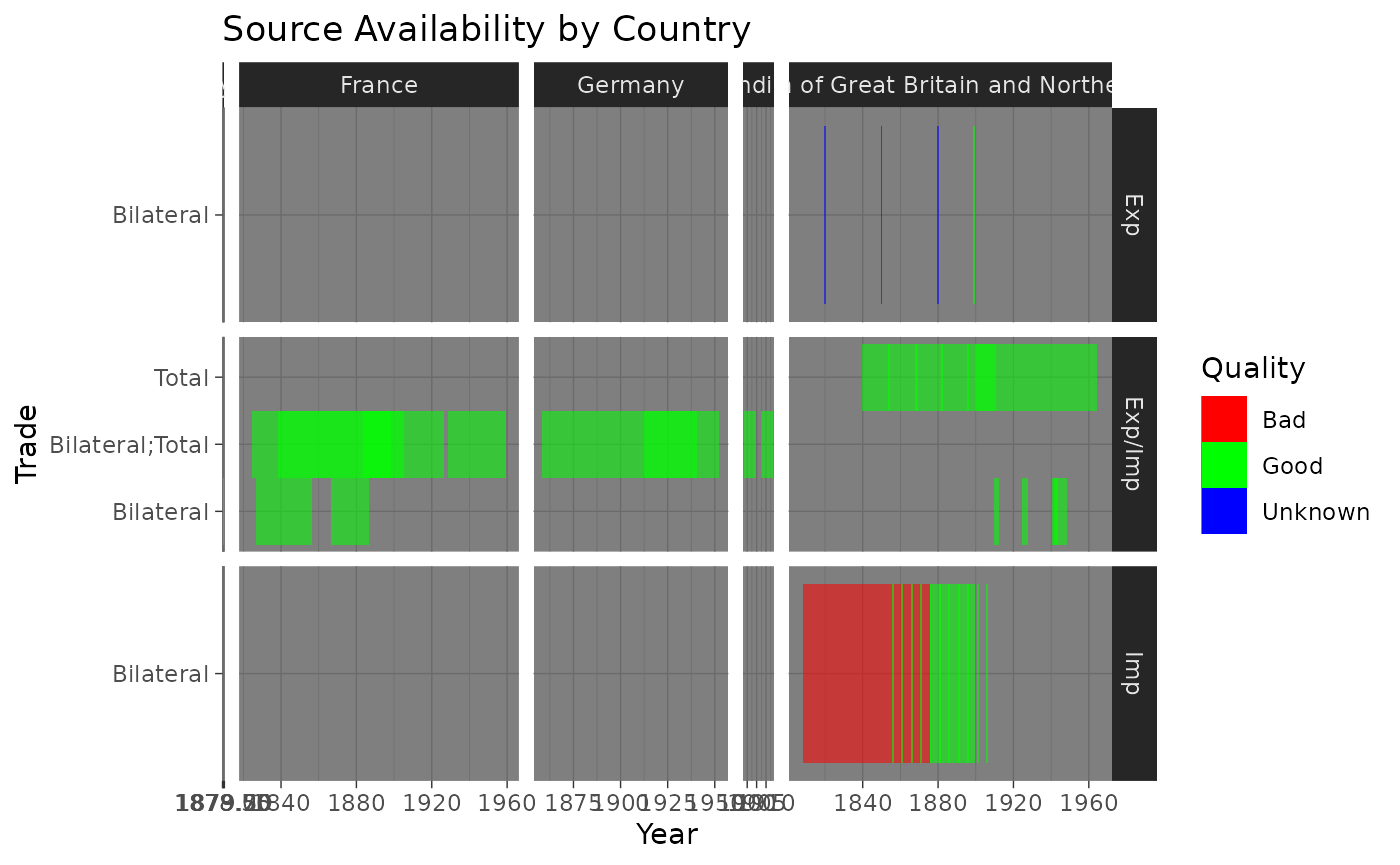 Source Availability by Country
France
Germany
ndi
of Great Britain and Northe
Bilateral
Exp
Total
Bilateral;Total
Bilateral
Exp/Imp
Bilateral
Imp
1840 1880 1920 1960
1875 1900 1925 1950
1840 1880 1920 1960
Year
Trade
Quality
Bad
Good
Unknown